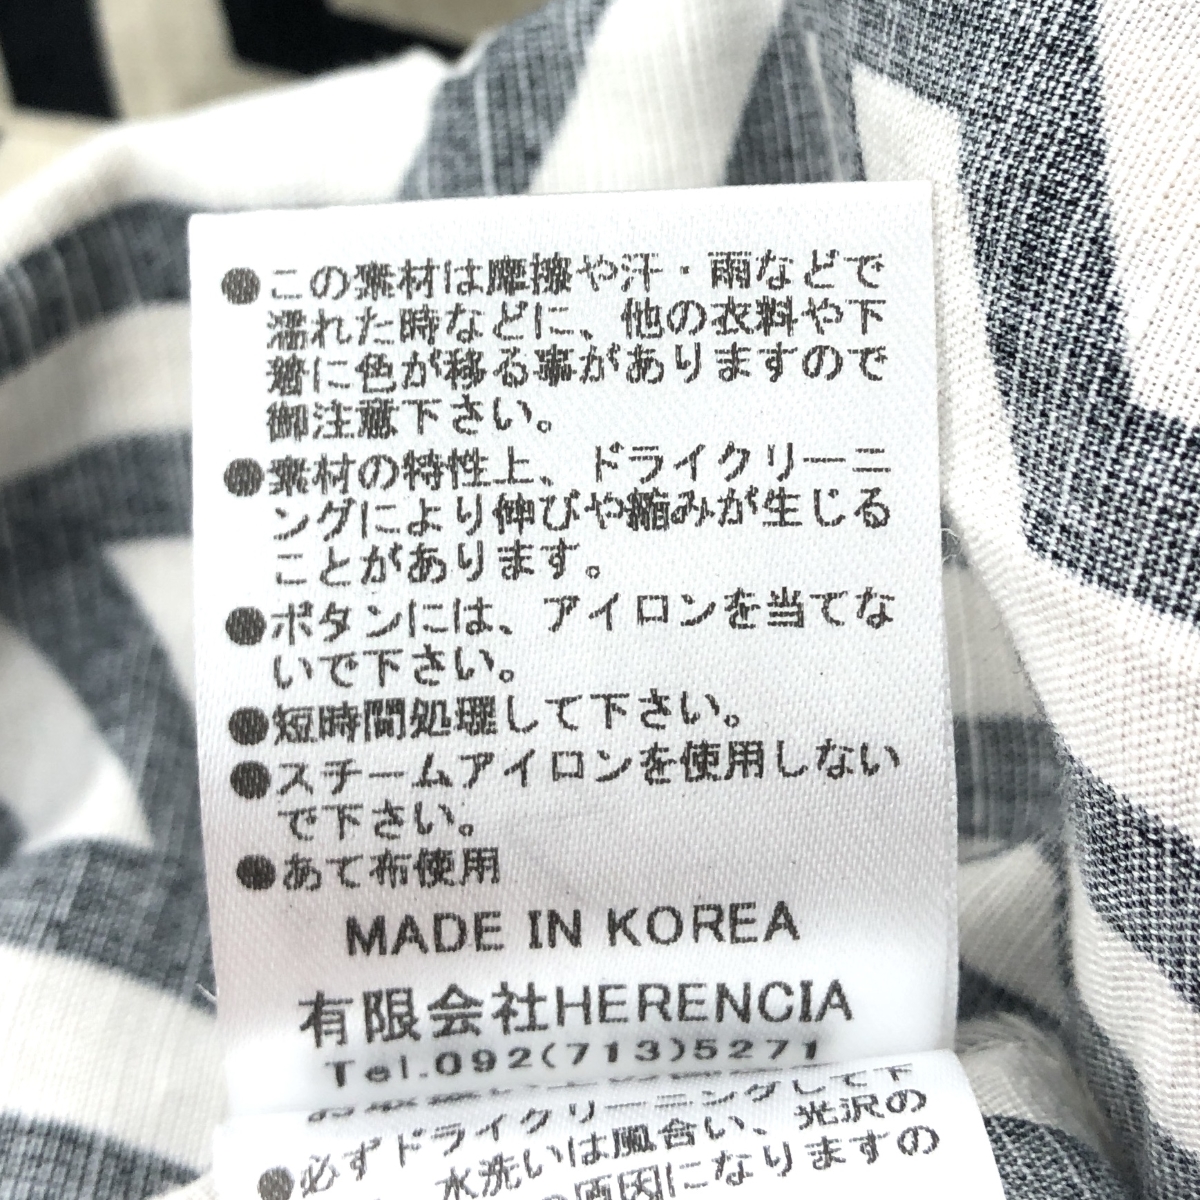 ●この素材は摩擦や汗・雨などで
濡れた時などに、他の衣料や下
着に色が移る事がありますので
御注意下さい。
●素材の特性上、ドライクリーニ
ングにより伸びや縮みが生じる
ことがあります。
●ボタンには、アイロンを当てな
いで下さい。
●短時間処理して下さい。
●スチームアイロンを使用しない
で下さい。
●あて布使用
MADE IN KOREA
有限会社HERENCIA
Tel.092(713)5271
●必ずドライクリーニングして下
水洗いは風合い、光沢の
原因になりますの